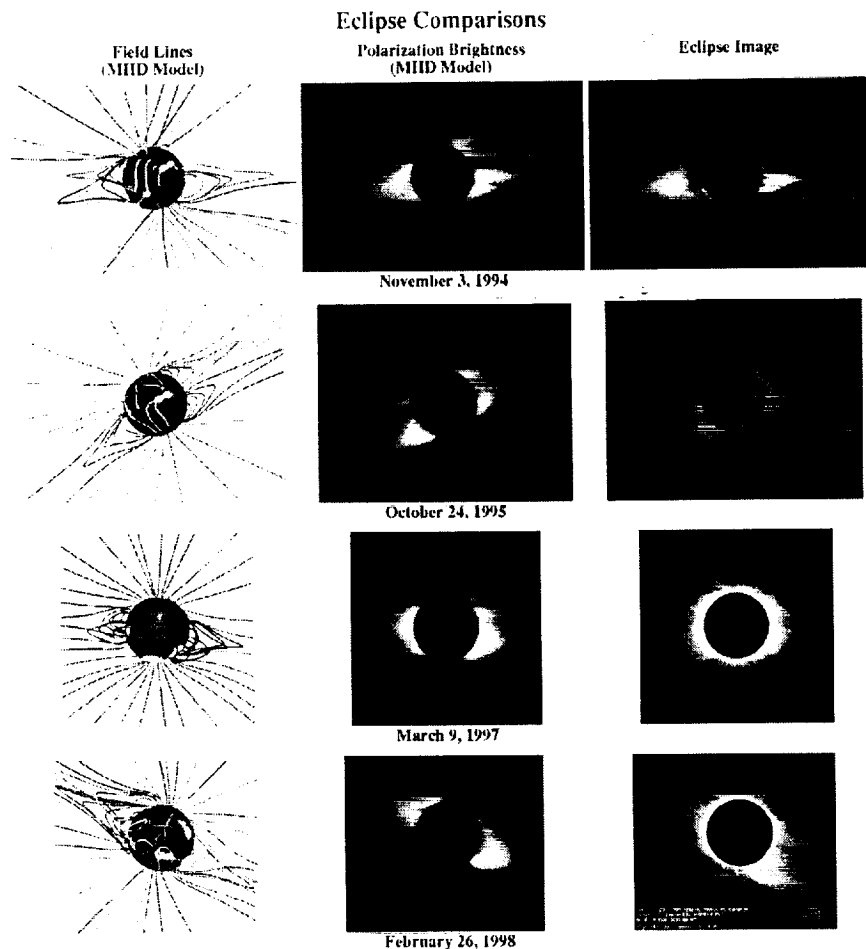 Eclipse Comparisons
Field Lines
(MHD Model)
Polarization Brightness
(MHD Model)
Eclipse Image
November 3, 1994
October 24, 1995
March 9, 1997
February 26, 1998